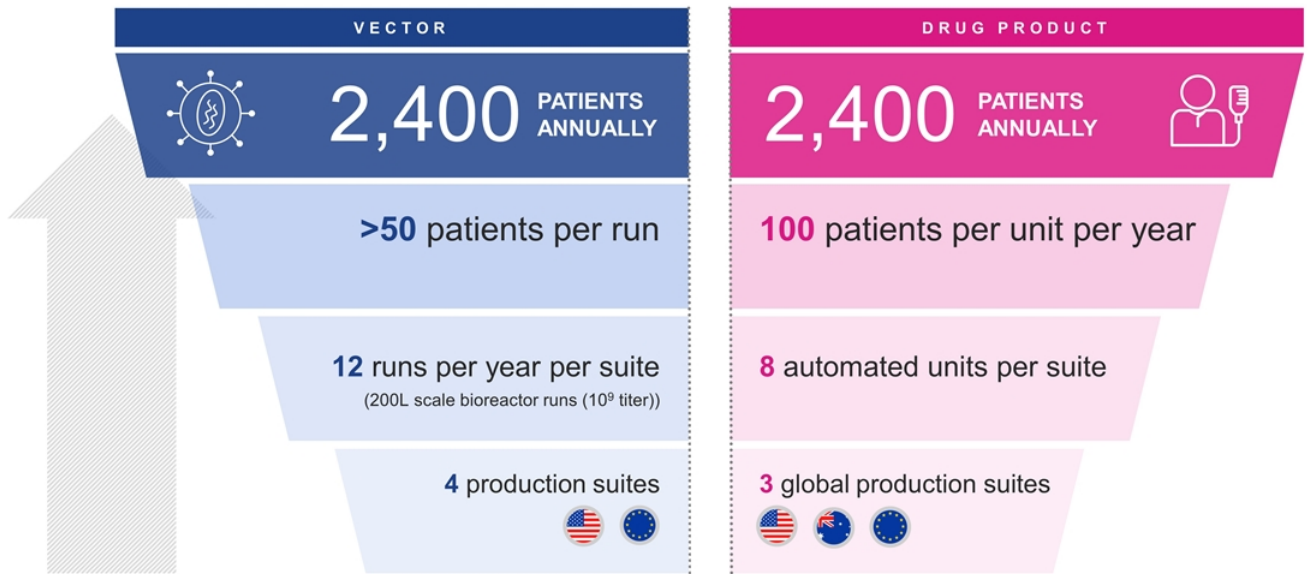 VECTOR
2,400 PATIENTS
ANNUALLY
>50 patients per run
12 runs per year per suite
(200L scale bioreactor runs (10⁹ titer))
4 production suites
DRUG PRODUCT
2,400 PATIENTS
ANNUALLY
100 patients per unit per year
8 automated units per suite
3 global production suites